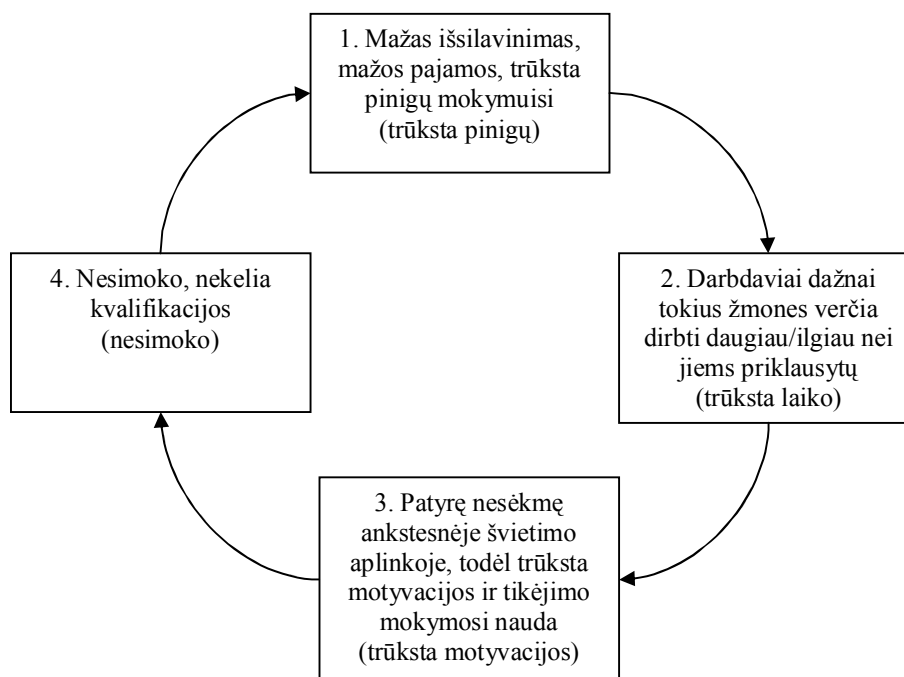 1. Mažas išsilavinimas,
mažos pajamos, trūksta
pinigų mokymuisi
(trūksta pinigų)
2. Darbdaviai dažnai
tokius žmones verčia
dirbti daugiau/ilgiau nei
jiems priklausytų
(trūksta laiko)
3. Patyrę nesėkmę
ankstesnėje švietimo
aplinkoje, todėl trūksta
motyvacijos ir tikėjimo
mokymosi nauda
(trūksta motyvacijos)
4. Nesimoko, nekelia
kvalifikacijos
(nesimoko)